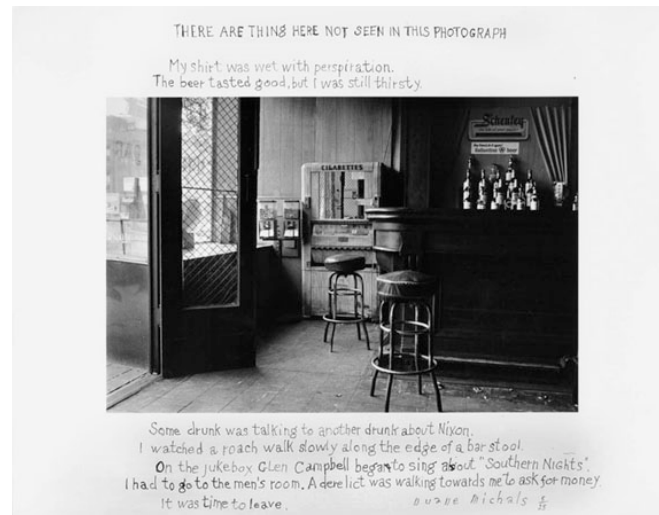 THERE ARE THING HERE NOT SEEN IN THIS PHOTOGRAPH
My shirt was wet with perspiration.
The beer tasted good, but I was still thirsty.
CIGARETTES
Schenley
Ballantine beer
Some drunk was talking to another drunk about Nixon.
I watched a roach walk slowly along the edge of a bar stool.
On the jukebox Glen Campbell began to sing about "Southern Nights".
I had to go to the men's room. A derelict was walking towards me to ask for money.
It was time to leave. Duane Michals